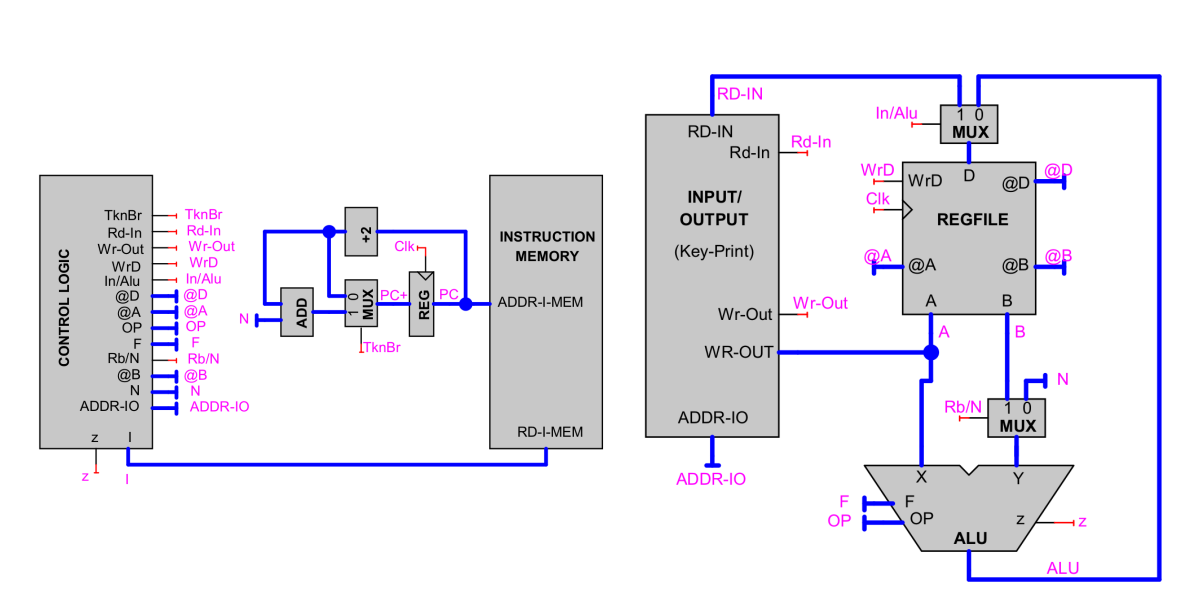 CONTROL LOGIC
TknBr TknBr
Rd-In Rd-In
Wr-Out Wr-Out
WrD WrD
In/Alu In/Alu
@D @D
@A @A
OP OP
F F
Rb/N Rb/N
@B @B
N N
ADDR-IO ADDR-IO
z I
z I
N
ADD
+2
1 0
MUX
TknBr
PC+
Clk
REG
PC
INSTRUCTION
MEMORY
ADDR-I-MEM
RD-I-MEM
RD-IN
RD-IN
Rd-In Rd-In
INPUT/
OUTPUT
(Key-Print)
Wr-Out Wr-Out
WR-OUT
ADDR-IO
ADDR-IO
In/Alu
1 0
MUX
WrD WrD
D
@D @D
Clk
REGFILE
@A @A
@B @B
A B
A B
N
Rb/N
1 0
MUX
X Y
F F
OP OP
z z
ALU
ALU